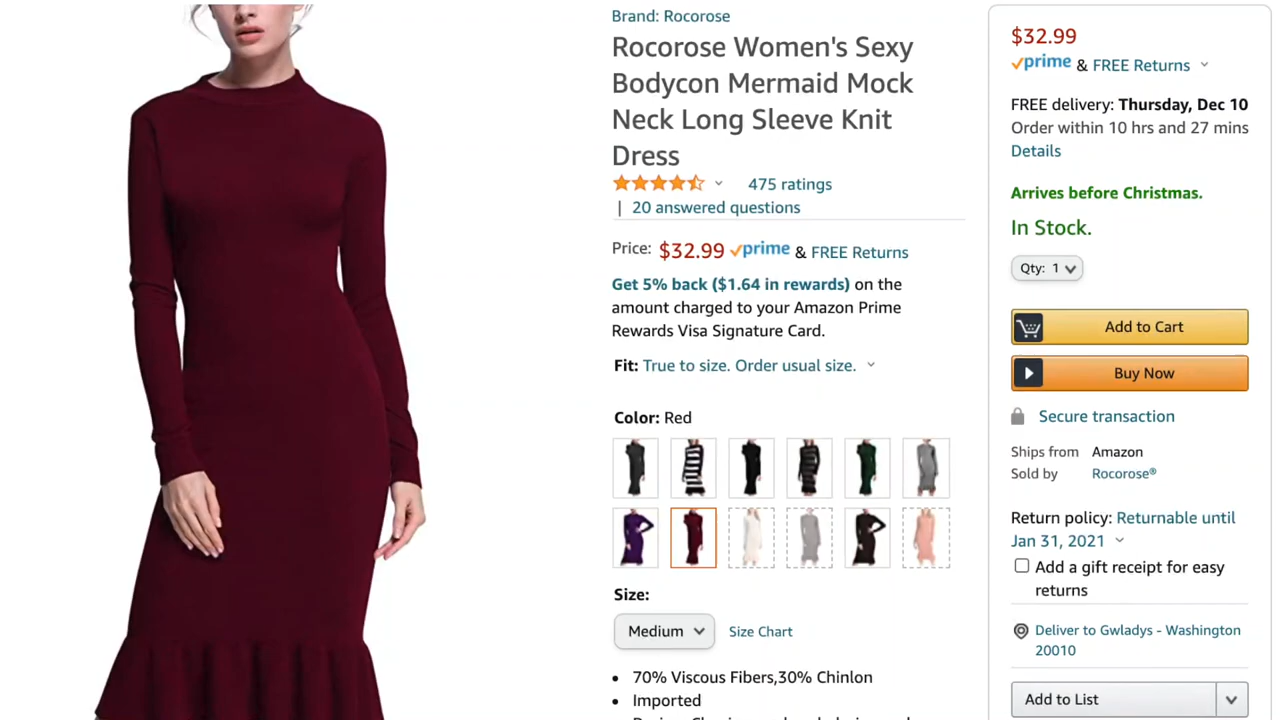 Brand: Rocorose
Rocorose Women's Sexy
Bodycon Mermaid Mock
Neck Long Sleeve Knit
Dress
475 ratings
| 20 answered questions
Price: $32.99 prime & FREE Returns
Get 5% back ($1.64 in rewards) on the
amount charged to your Amazon Prime
Rewards Visa Signature Card.
Fit: True to size. Order usual size.
Color: Red
Size:
Medium Size Chart
• 70% Viscous Fibers,30% Chinlon
• Imported
$32.99
prime & FREE Returns
FREE delivery: Thursday, Dec 10
Order within 10 hrs and 27 mins
Details
Arrives before Christmas.
In Stock.
Qty: 1
Add to Cart
Buy Now
Secure transaction
Ships from Amazon
Sold by Rocorose®
Return policy: Returnable until
Jan 31, 2021
Add a gift receipt for easy
returns
Deliver to Gwladys - Washington
20010
Add to List